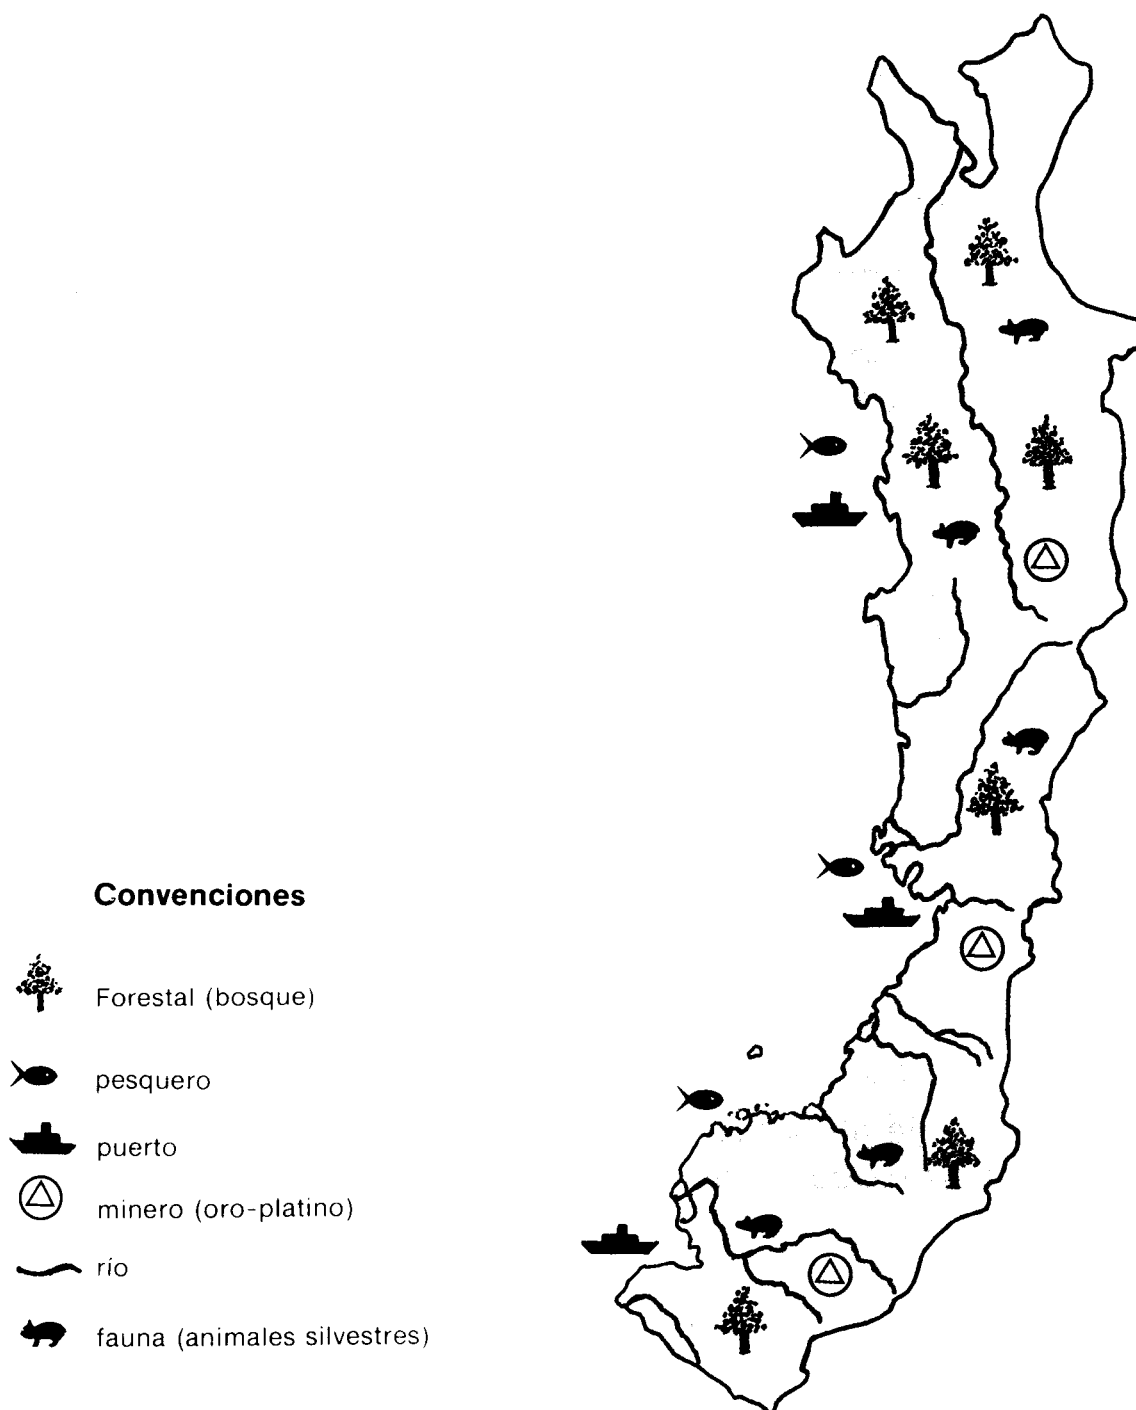 Convenciones
Forestal (bosque)
pesquero
puerto
minero (oro-platino)
río
fauna (animales silvestres)